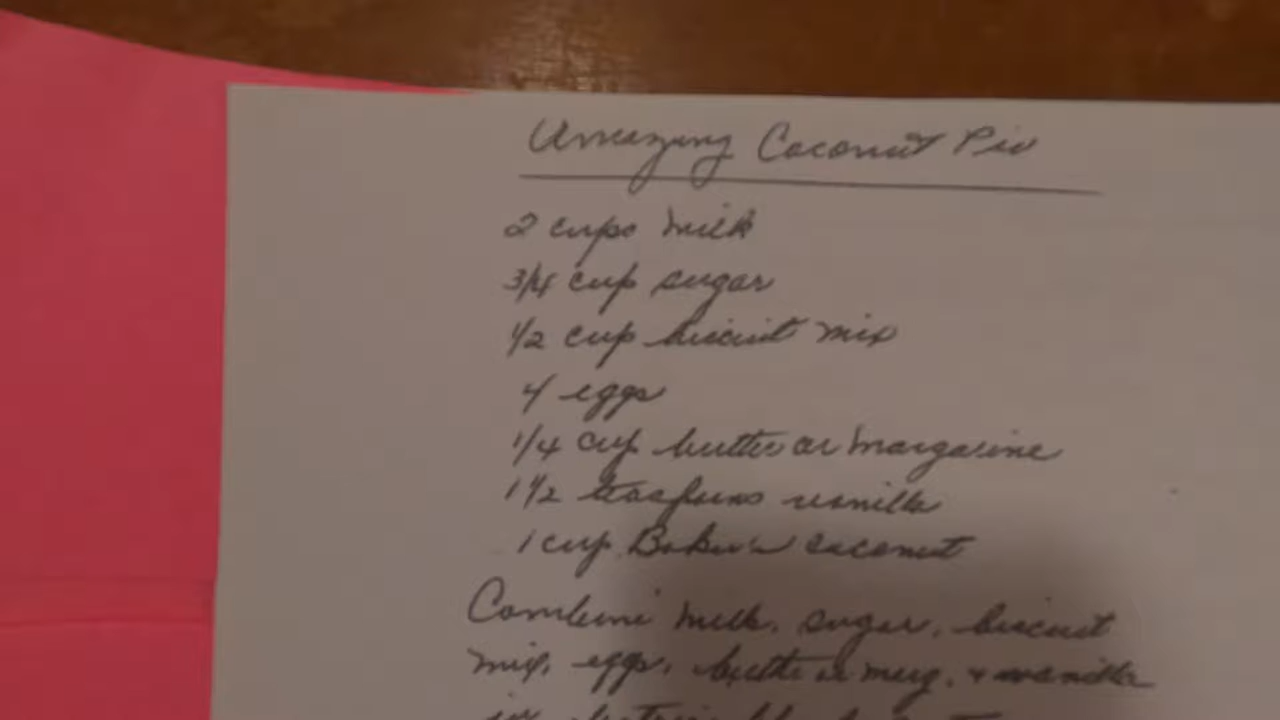 Amazing Coconut Pie
2 cups milk
3/4 cup sugar
1/2 cup biscuit mix
4 eggs
1/4 cup butter or margarine
1 1/2 teaspoons vanilla
1 cup Baker's coconut
Combine milk, sugar, biscuit
mix, eggs, butter or marg, + vanilla
in